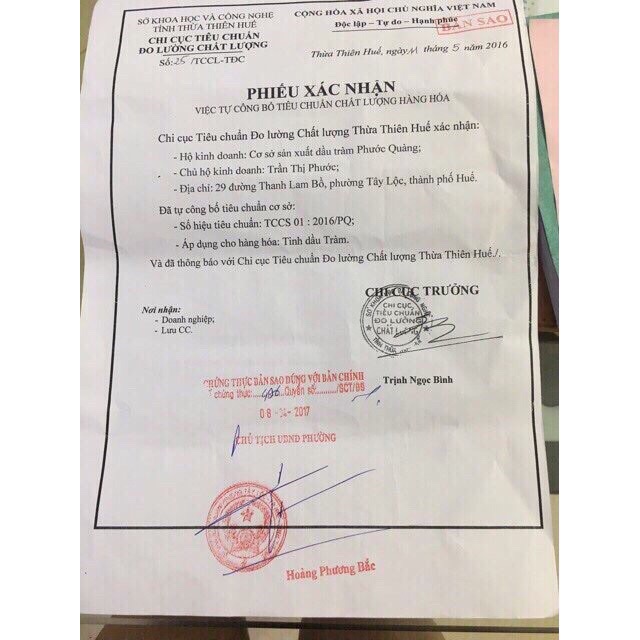 SỞ KHOA HỌC VÀ CÔNG NGHỆ
TỈNH THỪA THIÊN HUẾ
CHI CỤC TIÊU CHUẨN
ĐO LƯỜNG CHẤT LƯỢNG
Số: 25 /TCCL-TĐC
CỘNG HÒA XÃ HỘI CHỦ NGHĨA VIỆT NAM
Độc lập – Tự do – Hạnh phúc
BẢN SAO
Thừa Thiên Huế, ngày 11 tháng 5 năm 2016
PHIẾU XÁC NHẬN
VIỆC TỰ CÔNG BỐ TIÊU CHUẨN CHẤT LƯỢNG HÀNG HÓA
Chi cục Tiêu chuẩn Đo lường Chất lượng Thừa Thiên Huế xác nhận:
- Hộ kinh doanh: Cơ sở sản xuất dầu tràm Phước Quảng;
- Chủ hộ kinh doanh: Trần Thị Phước;
- Địa chỉ: 29 đường Thanh Lam Bồ, phường Tây Lộc, thành phố Huế.
Đã tự công bố tiêu chuẩn cơ sở:
- Số hiệu tiêu chuẩn: TCCS 01 : 2016/PQ;
- Áp dụng cho hàng hóa: Tinh dầu Tràm.
Và đã thông báo với Chi cục Tiêu chuẩn Đo lường Chất lượng Thừa Thiên Huế./.
CHI CỤC TRƯỞNG
Nơi nhận:
- Doanh nghiệp;
- Lưu CC.
CHI CỤC
TIÊU CHUẨN
ĐO LƯỜNG
CHẤT LƯỢNG
Trịnh Ngọc Bình
CHỨNG THỰC BẢN SAO ĐÚNG VỚI BẢN CHÍNH
chứng thực Quyển số SCT/BS
2017
CHỦ TỊCH UBND PHƯỜNG
Hoàng Phương Bắc